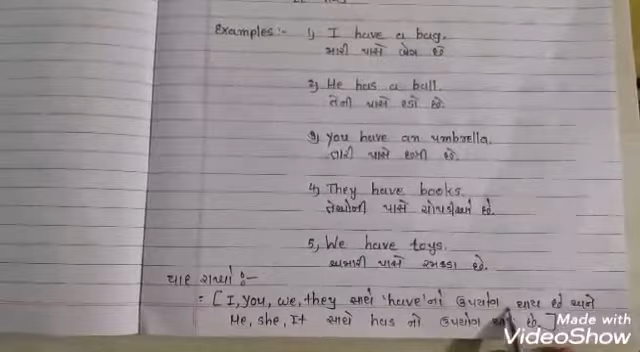 Examples:- 1) I have a bag.
મારી પાસે બેગ છે
2) He has a ball.
તેની પાસે દડો છે.
3) You have an umbrella.
તારી પાસે છત્રી છે.
4) They have books.
તેઓની પાસે ચોપડીઓ છે.
5) We have toys.
અમારી પાસે રમકડા છે.
યાદ રાખો :-
= [ I, you, we, they સાથે 'have' નો ઉપયોગ થાય છે અને
He, she, It સાથે has નો ઉપયોગ છે. ]
Made with
VideoShow